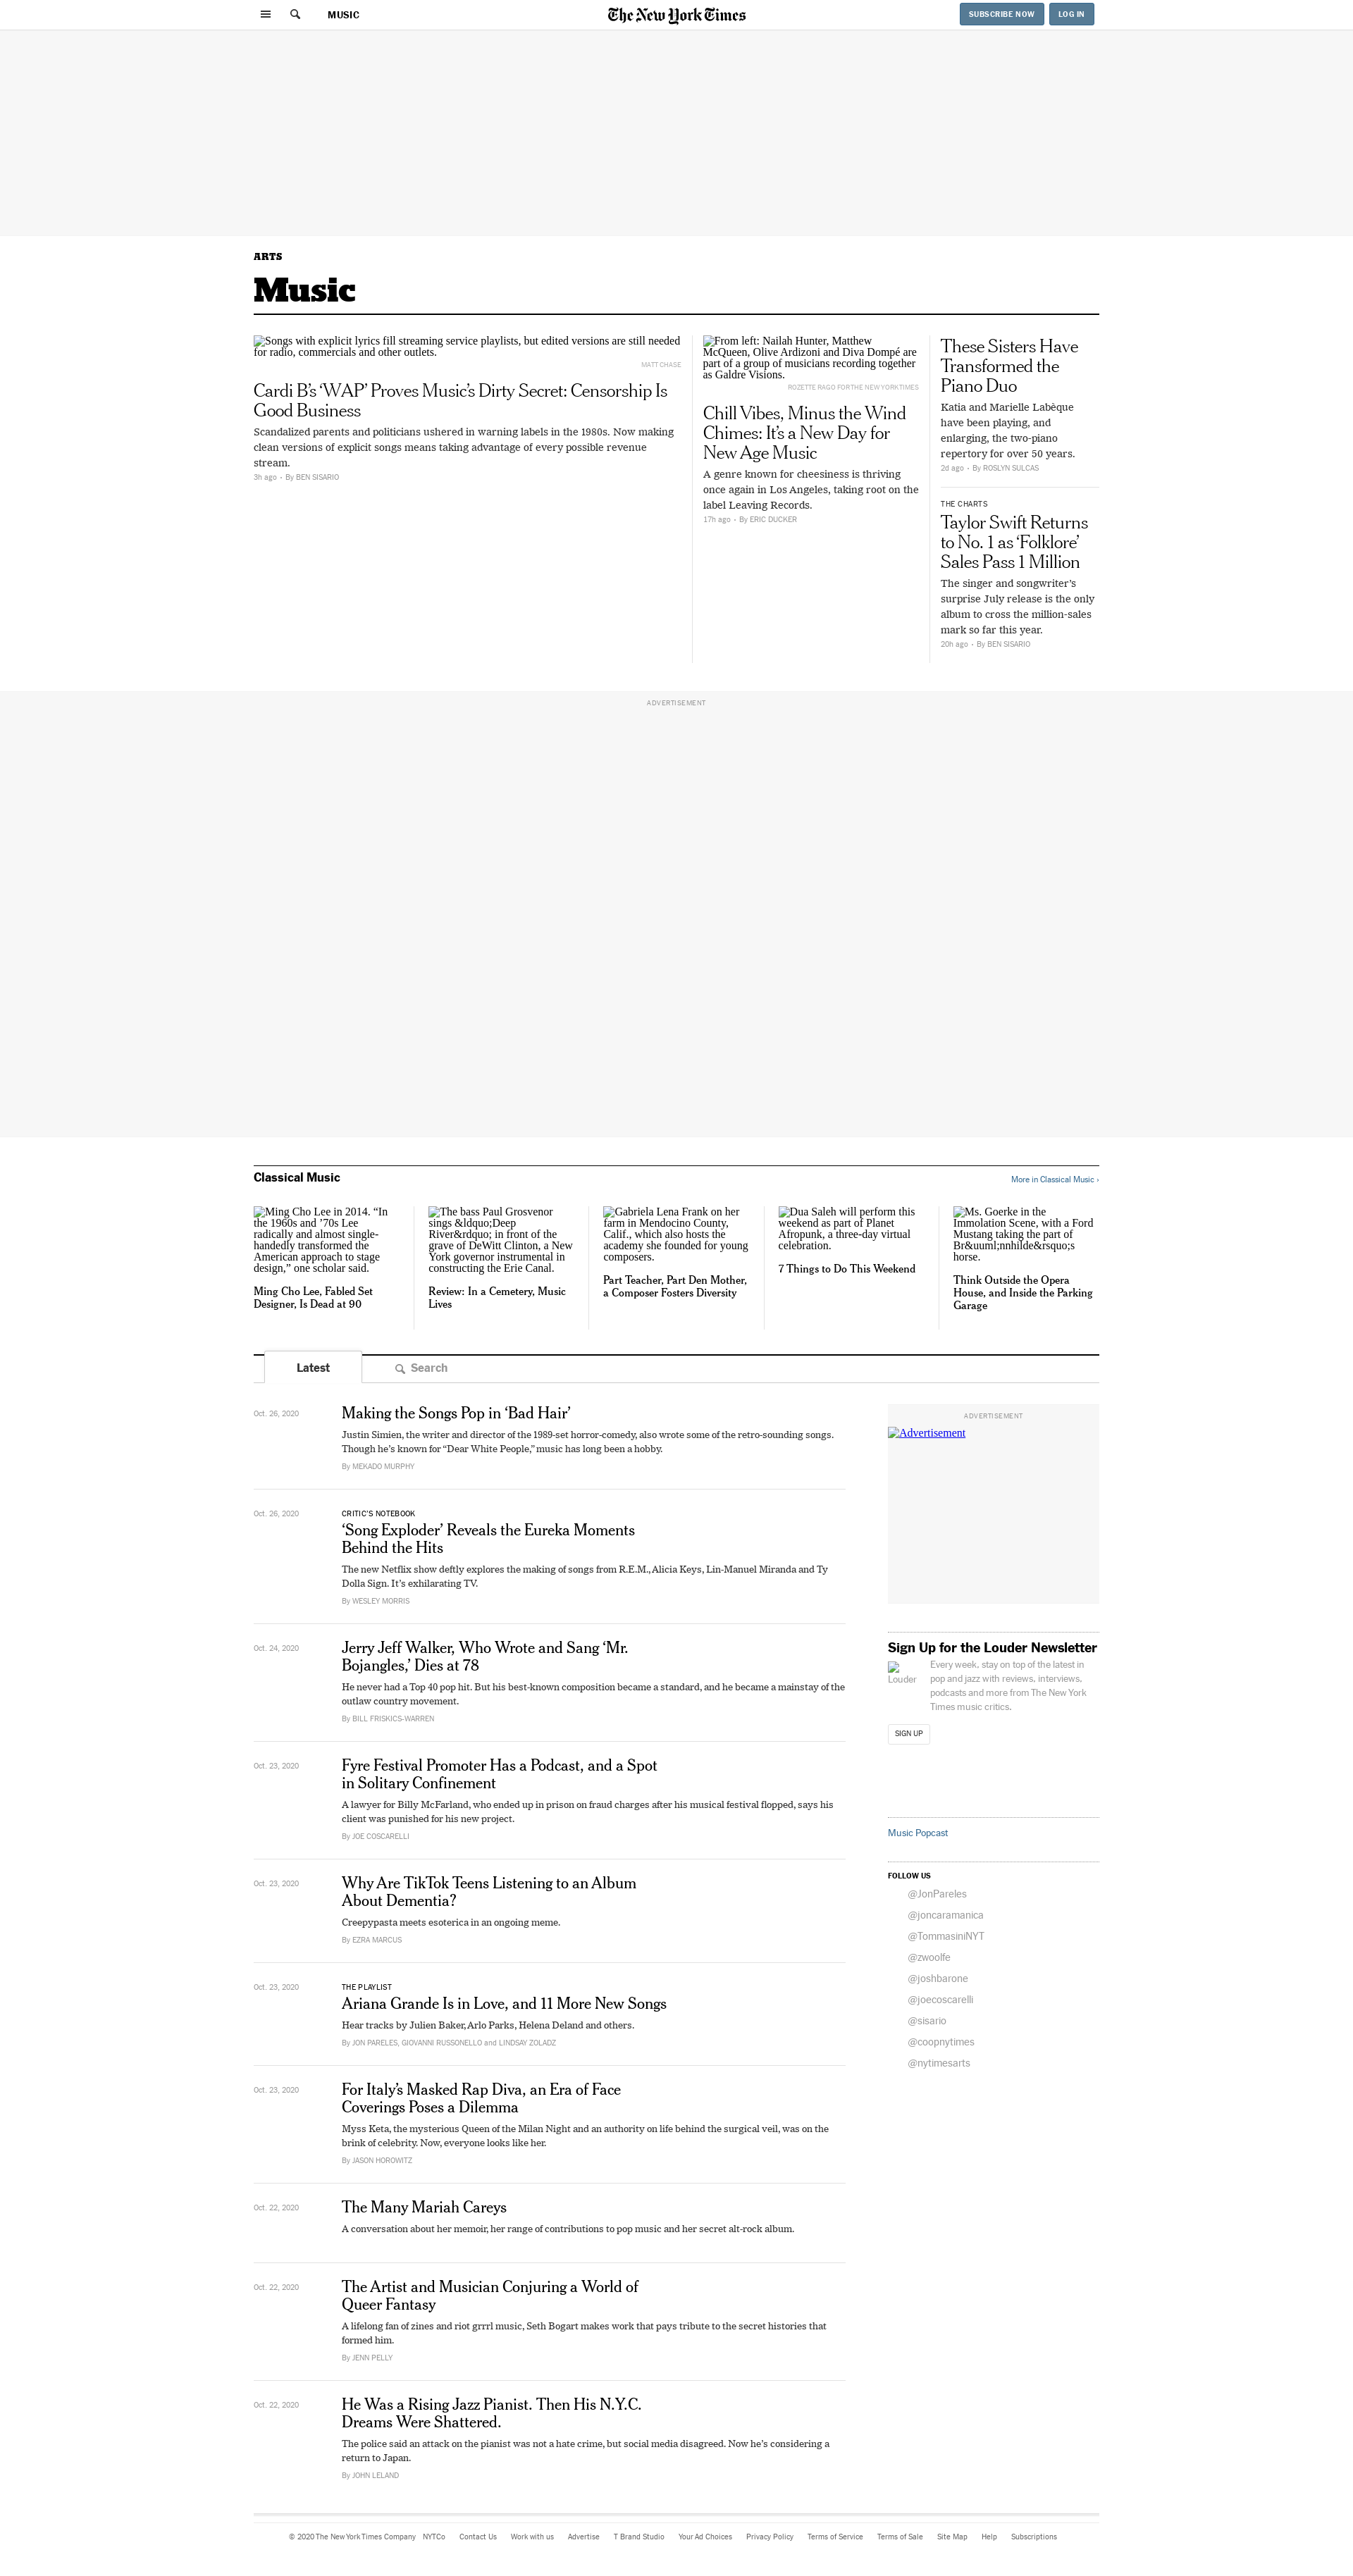 MUSIC
The New York Times
SUBSCRIBE NOW
LOG IN
ARTS
Music
Songs with explicit lyrics fill streaming service playlists, but edited versions are still needed
for radio, commercials and other outlets.
MATT CHASE
Cardi B's ‘WAP’ Proves Music’s Dirty Secret: Censorship Is
Good Business
Scandalized parents and politicians ushered in warning labels in the 1980s. Now making
clean versions of explicit songs means taking advantage of every possible revenue
stream.
3h ago • By BEN SISARIO
From left: Nailah Hunter, Matthew
McQueen, Olive Ardizoni and Diva Dompé are
part of a group of musicians recording together
as Galdre Visions.
ROZETTE RAGO FOR THE NEW YORK TIMES
Chill Vibes, Minus the Wind
Chimes: It’s a New Day for
New Age Music
A genre known for cheesiness is thriving
once again in Los Angeles, taking root on the
label Leaving Records.
17h ago • By ERIC DUCKER
These Sisters Have
Transformed the
Piano Duo
Katia and Marielle Labèque
have been playing, and
enlarging, the two-piano
repertory for over 50 years.
2d ago • By ROSLYN SULCAS
THE CHARTS
Taylor Swift Returns
to No. 1 as ‘Folklore’
Sales Pass 1 Million
The singer and songwriter’s
surprise July release is the only
album to cross the million-sales
mark so far this year.
20h ago • By BEN SISARIO
ADVERTISEMENT
Classical Music
More in Classical Music ›
Ming Cho Lee in 2014. “In
the 1960s and ’70s Lee
radically and almost single-
handedly transformed the
American approach to stage
design,” one scholar said.
Ming Cho Lee, Fabled Set
Designer, Is Dead at 90
The bass Paul Grosvenor
sings &ldquo;Deep
River&rdquo; in front of the
grave of DeWitt Clinton, a New
York governor instrumental in
constructing the Erie Canal.
Review: In a Cemetery, Music
Lives
Gabriela Lena Frank on her
farm in Mendocino County,
Calif., which also hosts the
academy she founded for young
composers.
Part Teacher, Part Den Mother,
a Composer Fosters Diversity
Dua Saleh will perform this
weekend as part of Planet
Afropunk, a three-day virtual
celebration.
7 Things to Do This Weekend
Ms. Goerke in the
Immolation Scene, with a Ford
Mustang taking the part of
Br&uuml;nnhilde&rsquo;s
horse.
Think Outside the Opera
House, and Inside the Parking
Garage
Latest
Search
Oct. 26, 2020
Making the Songs Pop in ‘Bad Hair’
Justin Simien, the writer and director of the 1989-set horror-comedy, also wrote some of the retro-sounding songs.
Though he’s known for “Dear White People,” music has long been a hobby.
By MEKADO MURPHY
Oct. 26, 2020
CRITIC’S NOTEBOOK
‘Song Exploder’ Reveals the Eureka Moments
Behind the Hits
The new Netflix show deftly explores the making of songs from R.E.M., Alicia Keys, Lin-Manuel Miranda and Ty
Dolla Sign. It’s exhilarating TV.
By WESLEY MORRIS
Oct. 24, 2020
Jerry Jeff Walker, Who Wrote and Sang ‘Mr.
Bojangles,’ Dies at 78
He never had a Top 40 pop hit. But his best-known composition became a standard, and he became a mainstay of the
outlaw country movement.
By BILL FRISKICS-WARREN
Oct. 23, 2020
Fyre Festival Promoter Has a Podcast, and a Spot
in Solitary Confinement
A lawyer for Billy McFarland, who ended up in prison on fraud charges after his musical festival flopped, says his
client was punished for his new project.
By JOE COSCARELLI
Oct. 23, 2020
Why Are TikTok Teens Listening to an Album
About Dementia?
Creepypasta meets esoterica in an ongoing meme.
By EZRA MARCUS
Oct. 23, 2020
THE PLAYLIST
Ariana Grande Is in Love, and 11 More New Songs
Hear tracks by Julien Baker, Arlo Parks, Helena Deland and others.
By JON PARELES, GIOVANNI RUSSONELLO and LINDSAY ZOLADZ
Oct. 23, 2020
For Italy’s Masked Rap Diva, an Era of Face
Coverings Poses a Dilemma
Myss Keta, the mysterious Queen of the Milan Night and an authority on life behind the surgical veil, was on the
brink of celebrity. Now, everyone looks like her.
By JASON HOROWITZ
Oct. 22, 2020
The Many Mariah Careys
A conversation about her memoir, her range of contributions to pop music and her secret alt-rock album.
Oct. 22, 2020
The Artist and Musician Conjuring a World of
Queer Fantasy
A lifelong fan of zines and riot grrrl music, Seth Bogart makes work that pays tribute to the secret histories that
formed him.
By JENN PELLY
Oct. 22, 2020
He Was a Rising Jazz Pianist. Then His N.Y.C.
Dreams Were Shattered.
The police said an attack on the pianist was not a hate crime, but social media disagreed. Now he’s considering a
return to Japan.
By JOHN LELAND
ADVERTISEMENT
Advertisement
Sign Up for the Louder Newsletter
Louder
Every week, stay on top of the latest in
pop and jazz with reviews, interviews,
podcasts and more from The New York
Times music critics.
SIGN UP
Music Popcast
FOLLOW US
@JonPareles
@joncaramanica
@TommasiniNYT
@zwoolfe
@joshbarone
@joecoscarelli
@sisario
@coopnytimes
@nytimesarts
© 2020 The New York Times Company NYTCo Contact Us Work with us Advertise T Brand Studio Your Ad Choices Privacy Policy Terms of Service Terms of Sale Site Map Help Subscriptions